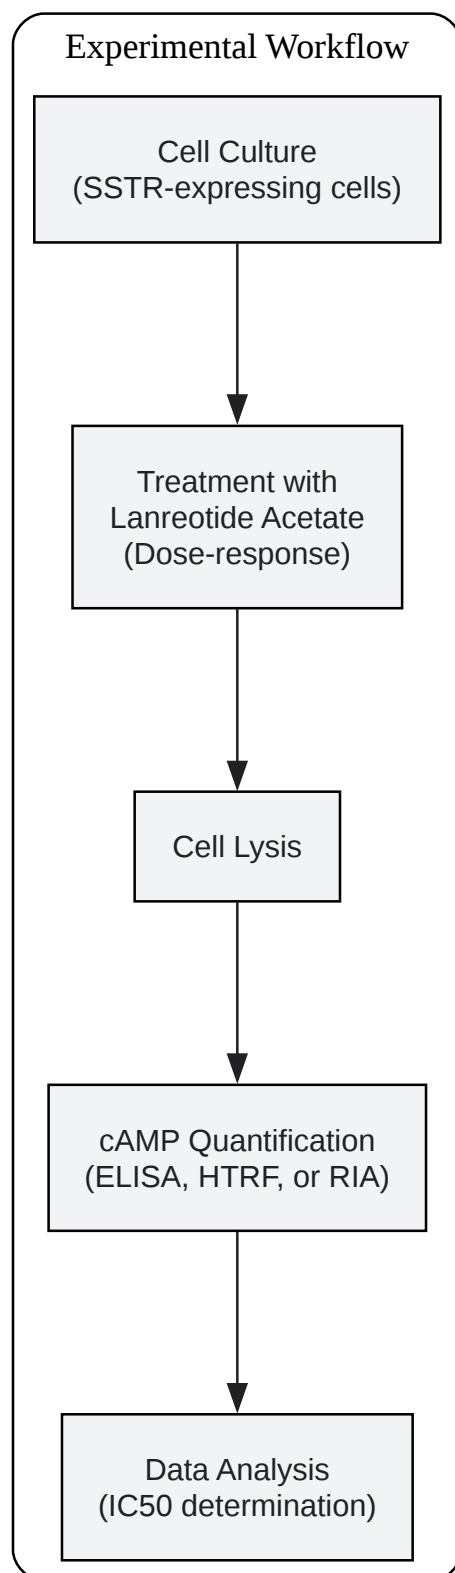 Experimental Workflow
Cell Culture
(SSTR-expressing cells)
Treatment with
Lanreotide Acetate
(Dose-response)
Cell Lysis
cAMP Quantification
(ELISA, HTRF, or RIA)
Data Analysis
(IC50 determination)